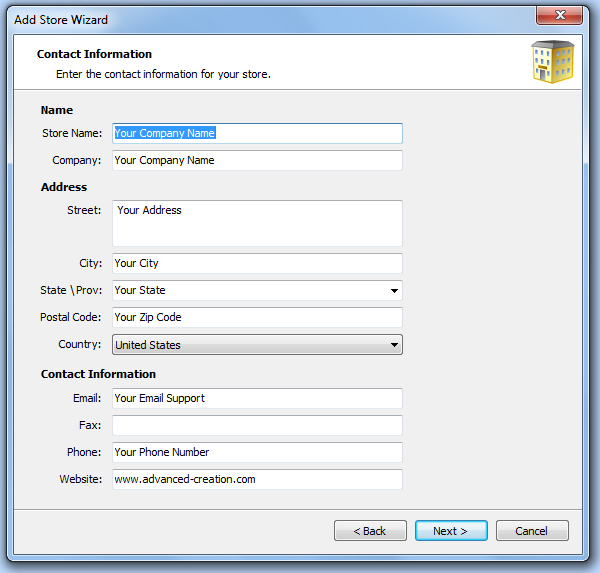 Add Store Wizard
Contact Information
Enter the contact information for your store.
Name
Store Name: Your Company Name
Company: Your Company Name
Address
Street: Your Address
City: Your City
State \Prov: Your State
Postal Code: Your Zip Code
Country: United States
Contact Information
Email: Your Email Support
Fax:
Phone: Your Phone Number
Website: www.advanced-creation.com
< Back Next > Cancel